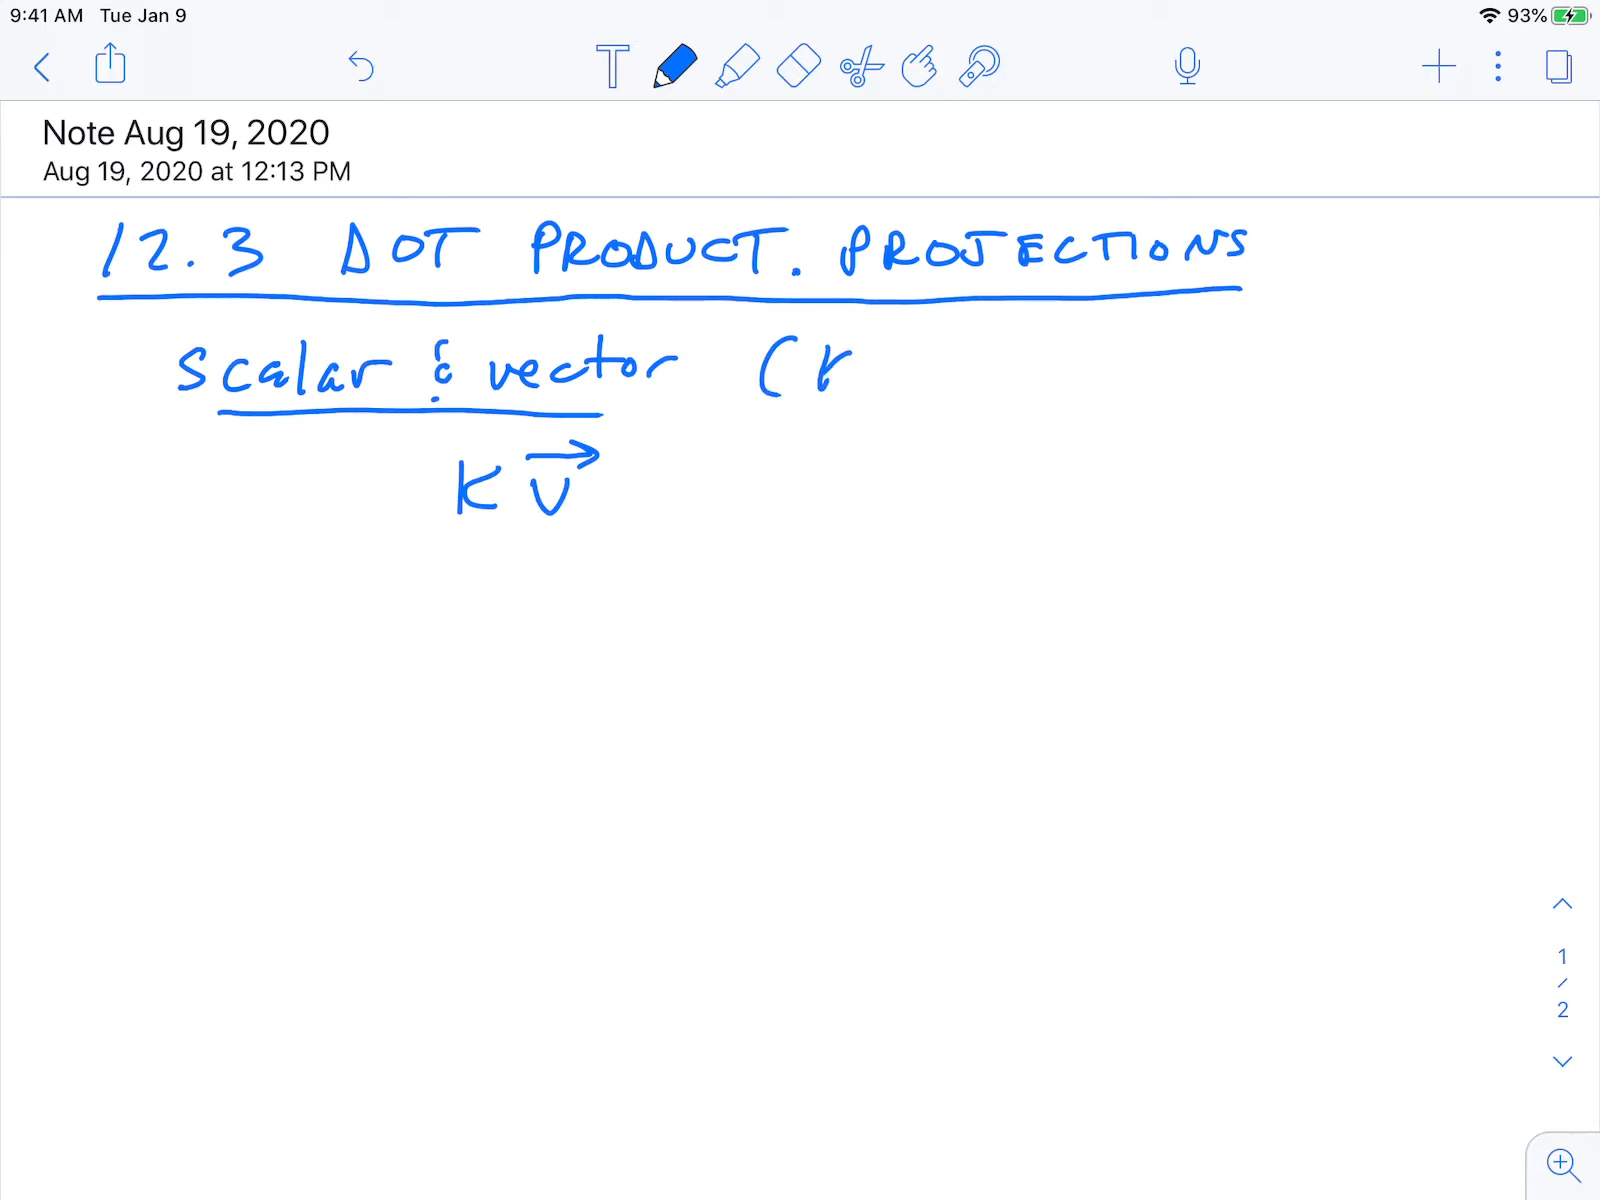 9:41 AM Tue Jan 9 93%
Note Aug 19, 2020
Aug 19, 2020 at 12:13 PM
12.3 DOT PRODUCT. PROJECTIONS
scalar & vector (r
K v⃗
1
/
2